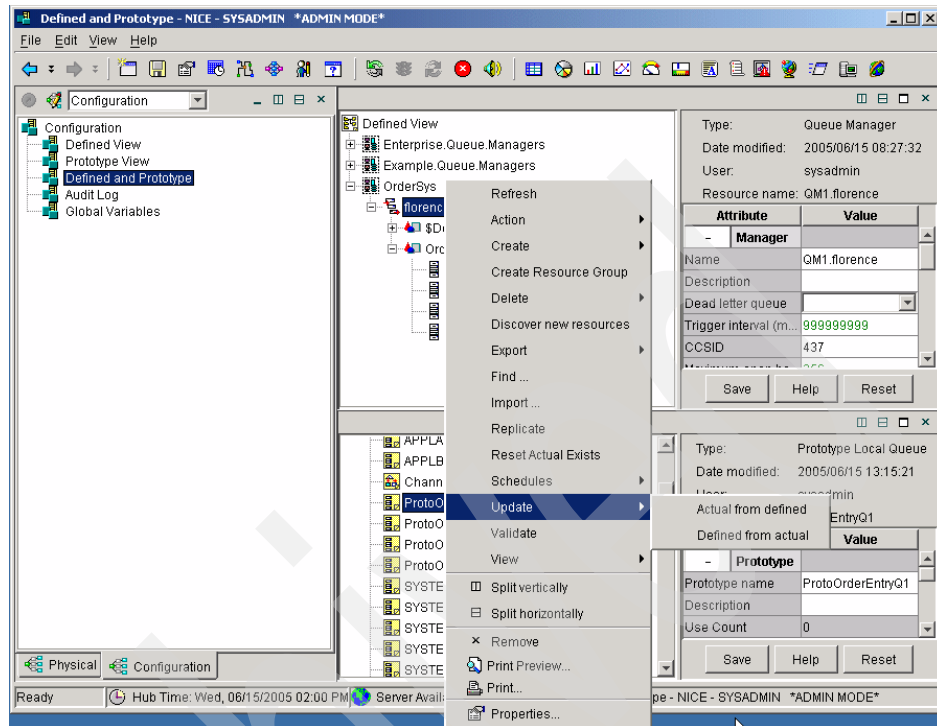 Defined and Prototype - NICE - SYSADMIN *ADMIN MODE*
File Edit View Help
Configuration
Configuration
Defined View
Prototype View
Defined and Prototype
Audit Log
Global Variables
Physical
Configuration
Defined View
Enterprise.Queue.Managers
Example.Queue.Managers
OrderSys
florenc
$D
Orc
APPLA
APPLB
Chann
ProtoO
ProtoO
ProtoO
ProtoO
SYSTE
SYSTE
SYSTE
SYSTE
SYSTE
Refresh
Action
Create
Create Resource Group
Delete
Discover new resources
Export
Find ...
Import ...
Replicate
Reset Actual Exists
Schedules
Update
Validate
View
Split vertically
Split horizontally
Remove
Print Preview...
Print...
Properties...
Actual from defined
Defined from actual
Type: Queue Manager
Date modified: 2005/06/15 08:27:32
User: sysadmin
Resource name: QM1.florence
Attribute Value
– Manager
Name QM1.florence
Description
Dead letter queue
Trigger interval (m... 999999999
CCSID 437
Save Help Reset
Type: Prototype Local Queue
Date modified: 2005/06/15 13:15:21
EntryQ1
Value
– Prototype
Prototype name ProtoOrderEntryQ1
Description
Use Count 0
Save Help Reset
Ready Hub Time: Wed, 06/15/2005 02:00 PM Server Avail pe - NICE - SYSADMIN *ADMIN MODE*